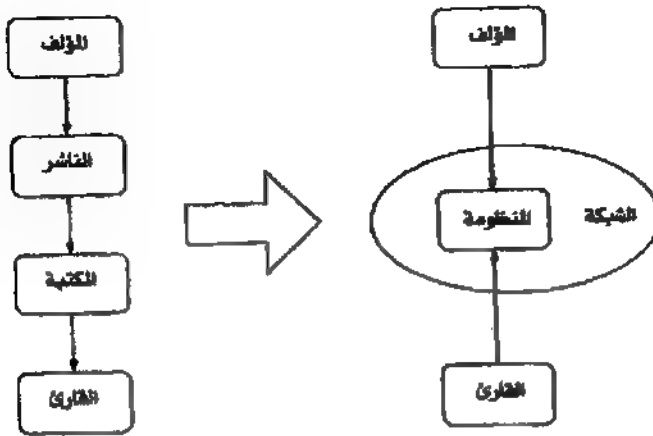 المؤلف
الناشر
المكتبة
القارئ
المؤلف
المنظومة
الشبكة
القارئ